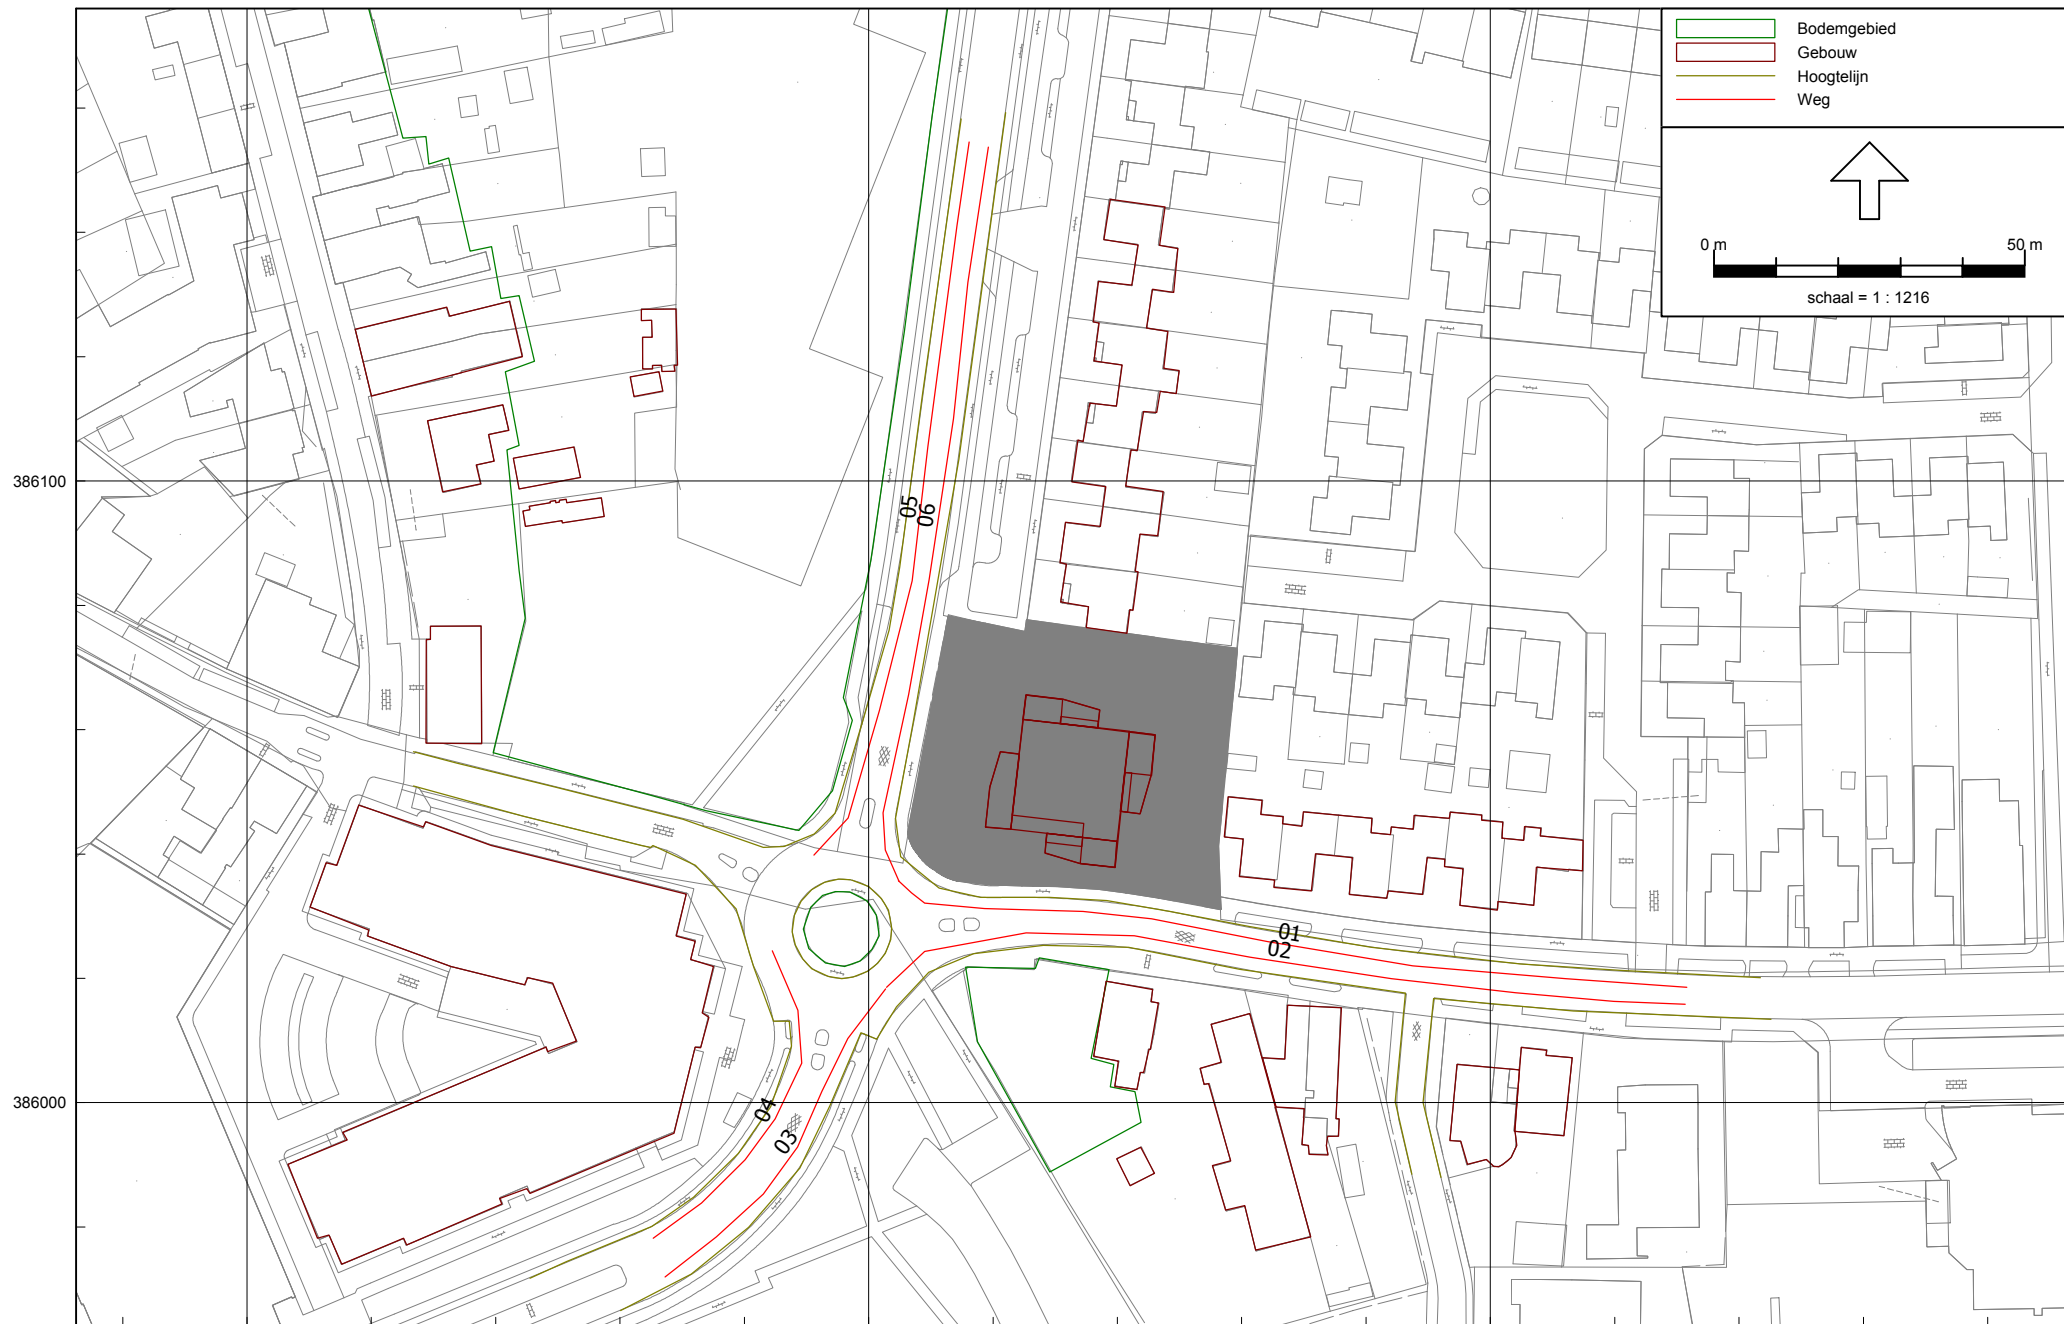 Bodemgebied
Gebouw
Hoogtelijn
Weg
0 m 50 m
schaal = 1 : 1216
386100
05
06
01
02
386000
04
03